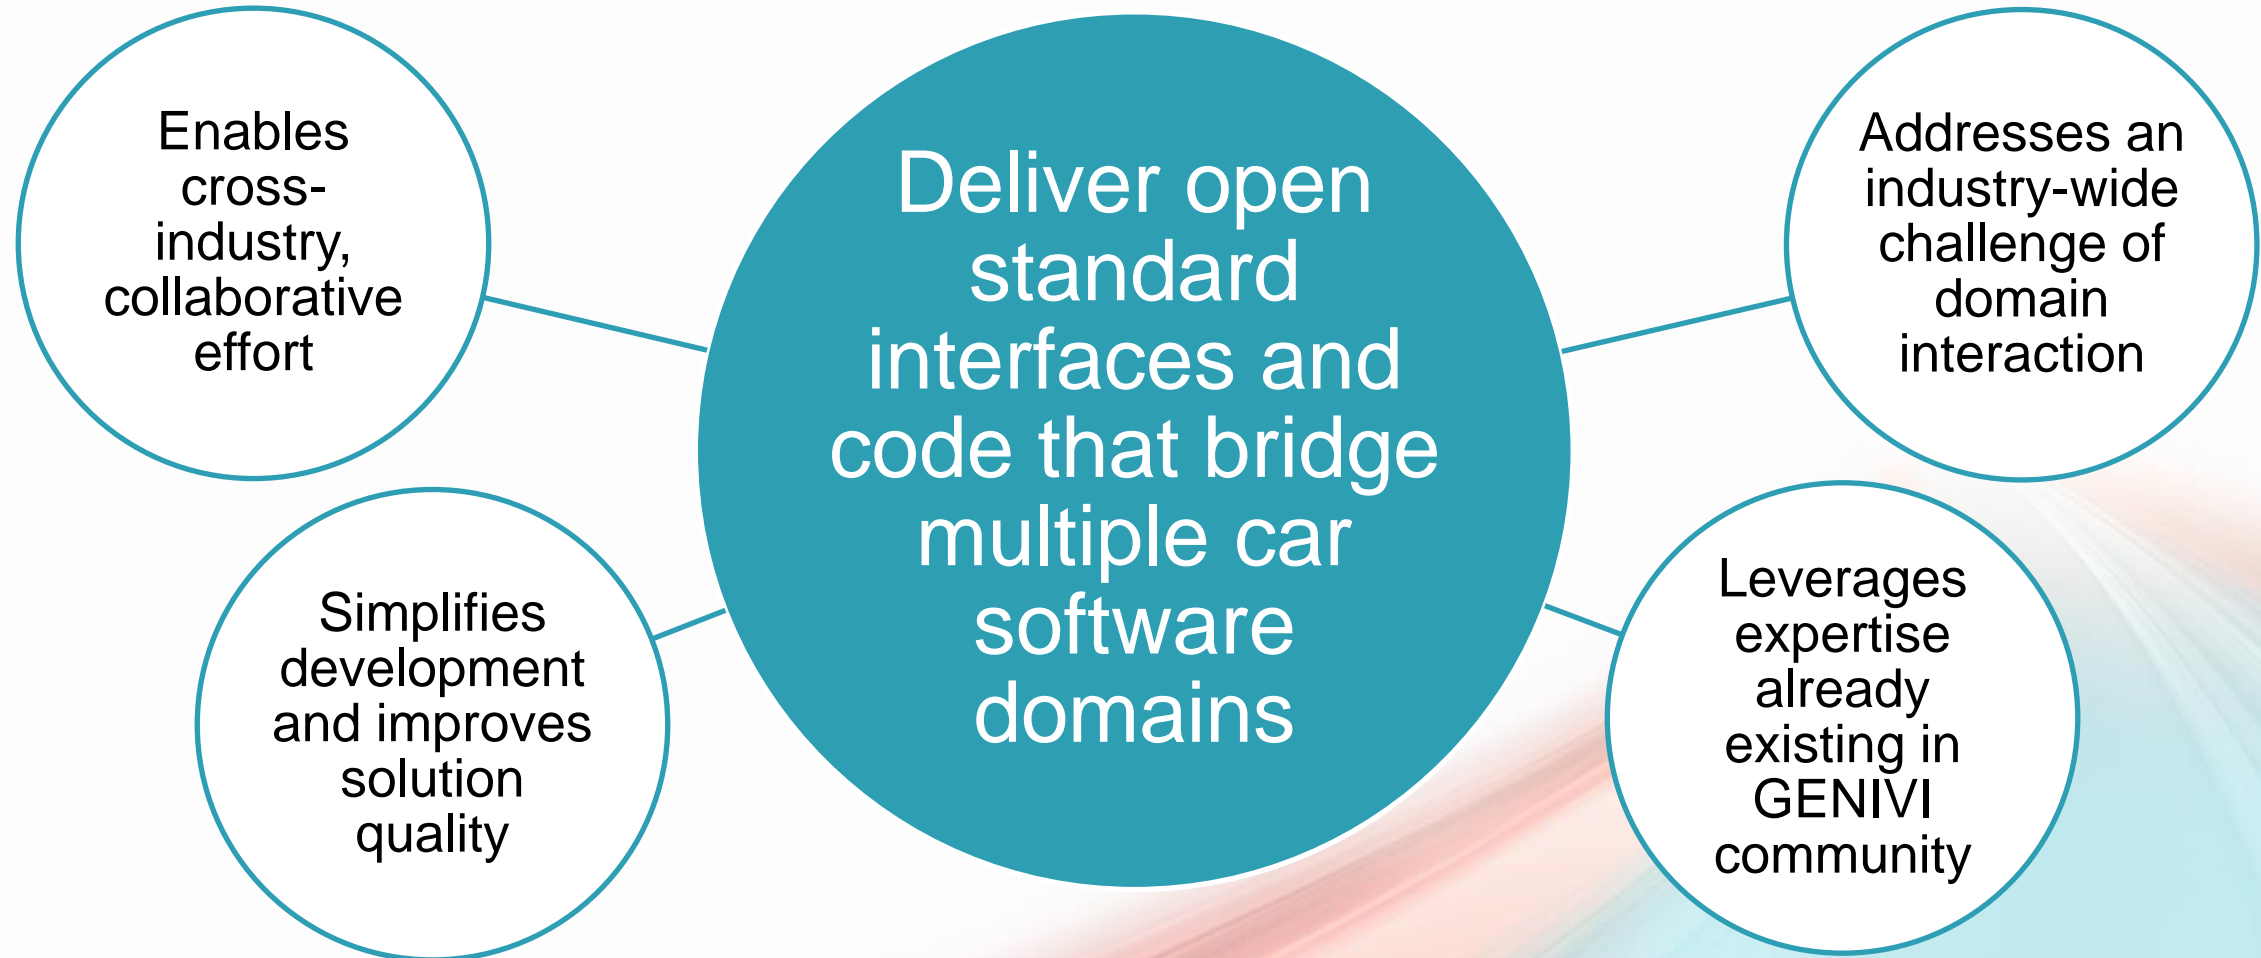 Enables
cross-
industry,
collaborative
effort
Simplifies
development
and improves
solution
quality
Deliver open
standard
interfaces and
code that bridge
multiple car
software
domains
Addresses an
industry-wide
challenge of
domain
interaction
Leverages
expertise
already
existing in
GENIVI
community